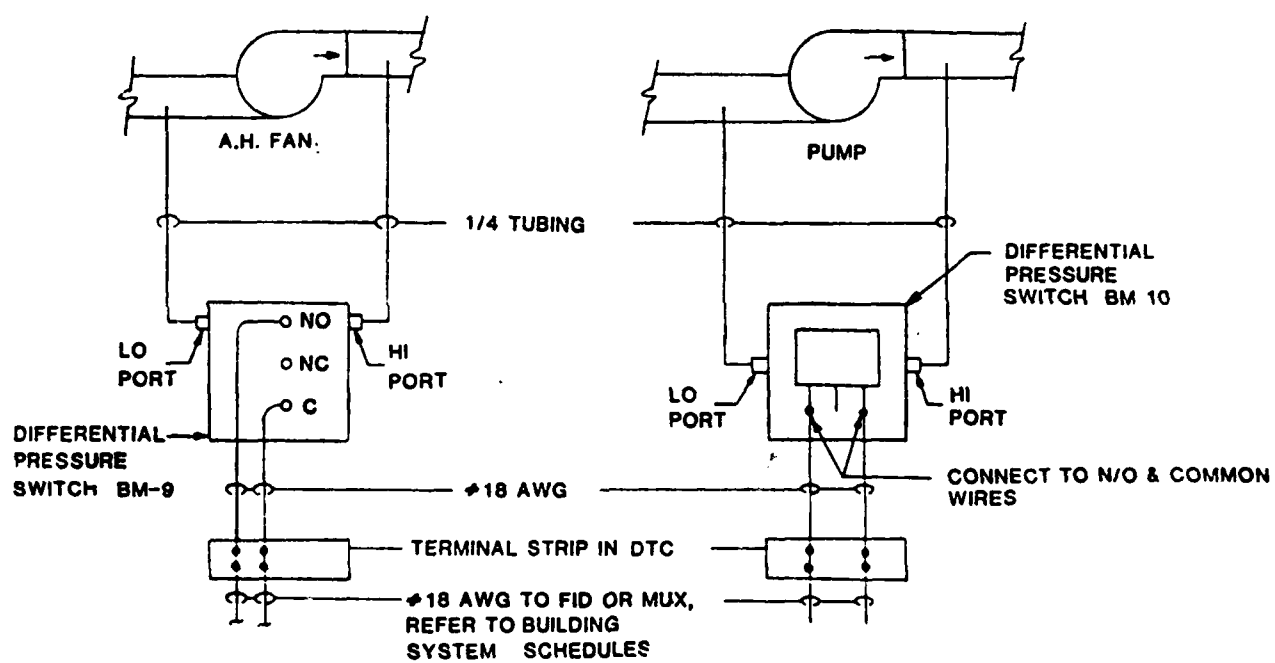 A.H. FAN
PUMP
1/4 TUBING
DIFFERENTIAL
PRESSURE
SWITCH BM 10
NO
NC
C
LO
PORT
HI
PORT
LO
PORT
HI
PORT
DIFFERENTIAL
PRESSURE
SWITCH BM-9
#18 AWG
CONNECT TO N/O & COMMON
WIRES
TERMINAL STRIP IN DTC
#18 AWG TO FID OR MUX,
REFER TO BUILDING
SYSTEM SCHEDULES